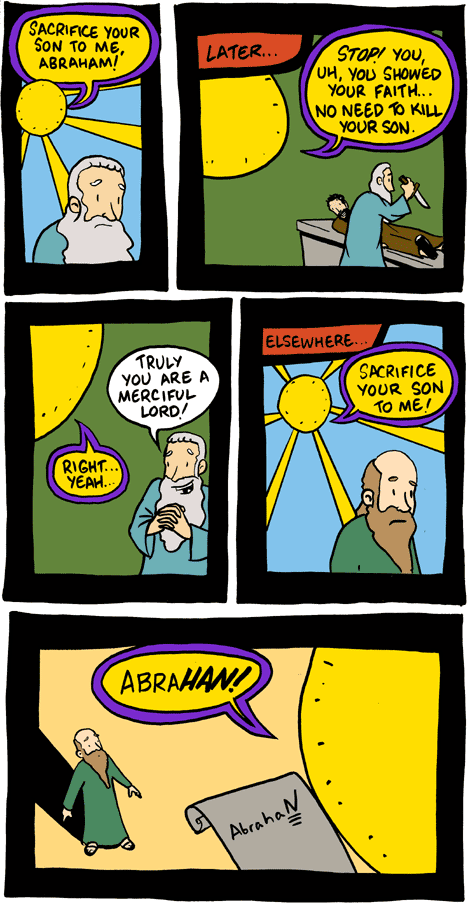 SACRIFICE YOUR
SON TO ME,
ABRAHAM!
LATER...
STOP! YOU,
UH, YOU SHOWED
YOUR FAITH...
NO NEED TO KILL
YOUR SON.
TRULY
YOU ARE A
MERCIFUL
LORD!
RIGHT...
YEAH...
ELSEWHERE...
SACRIFICE
YOUR SON
TO ME!
ABRAHAN!
AbrahaN